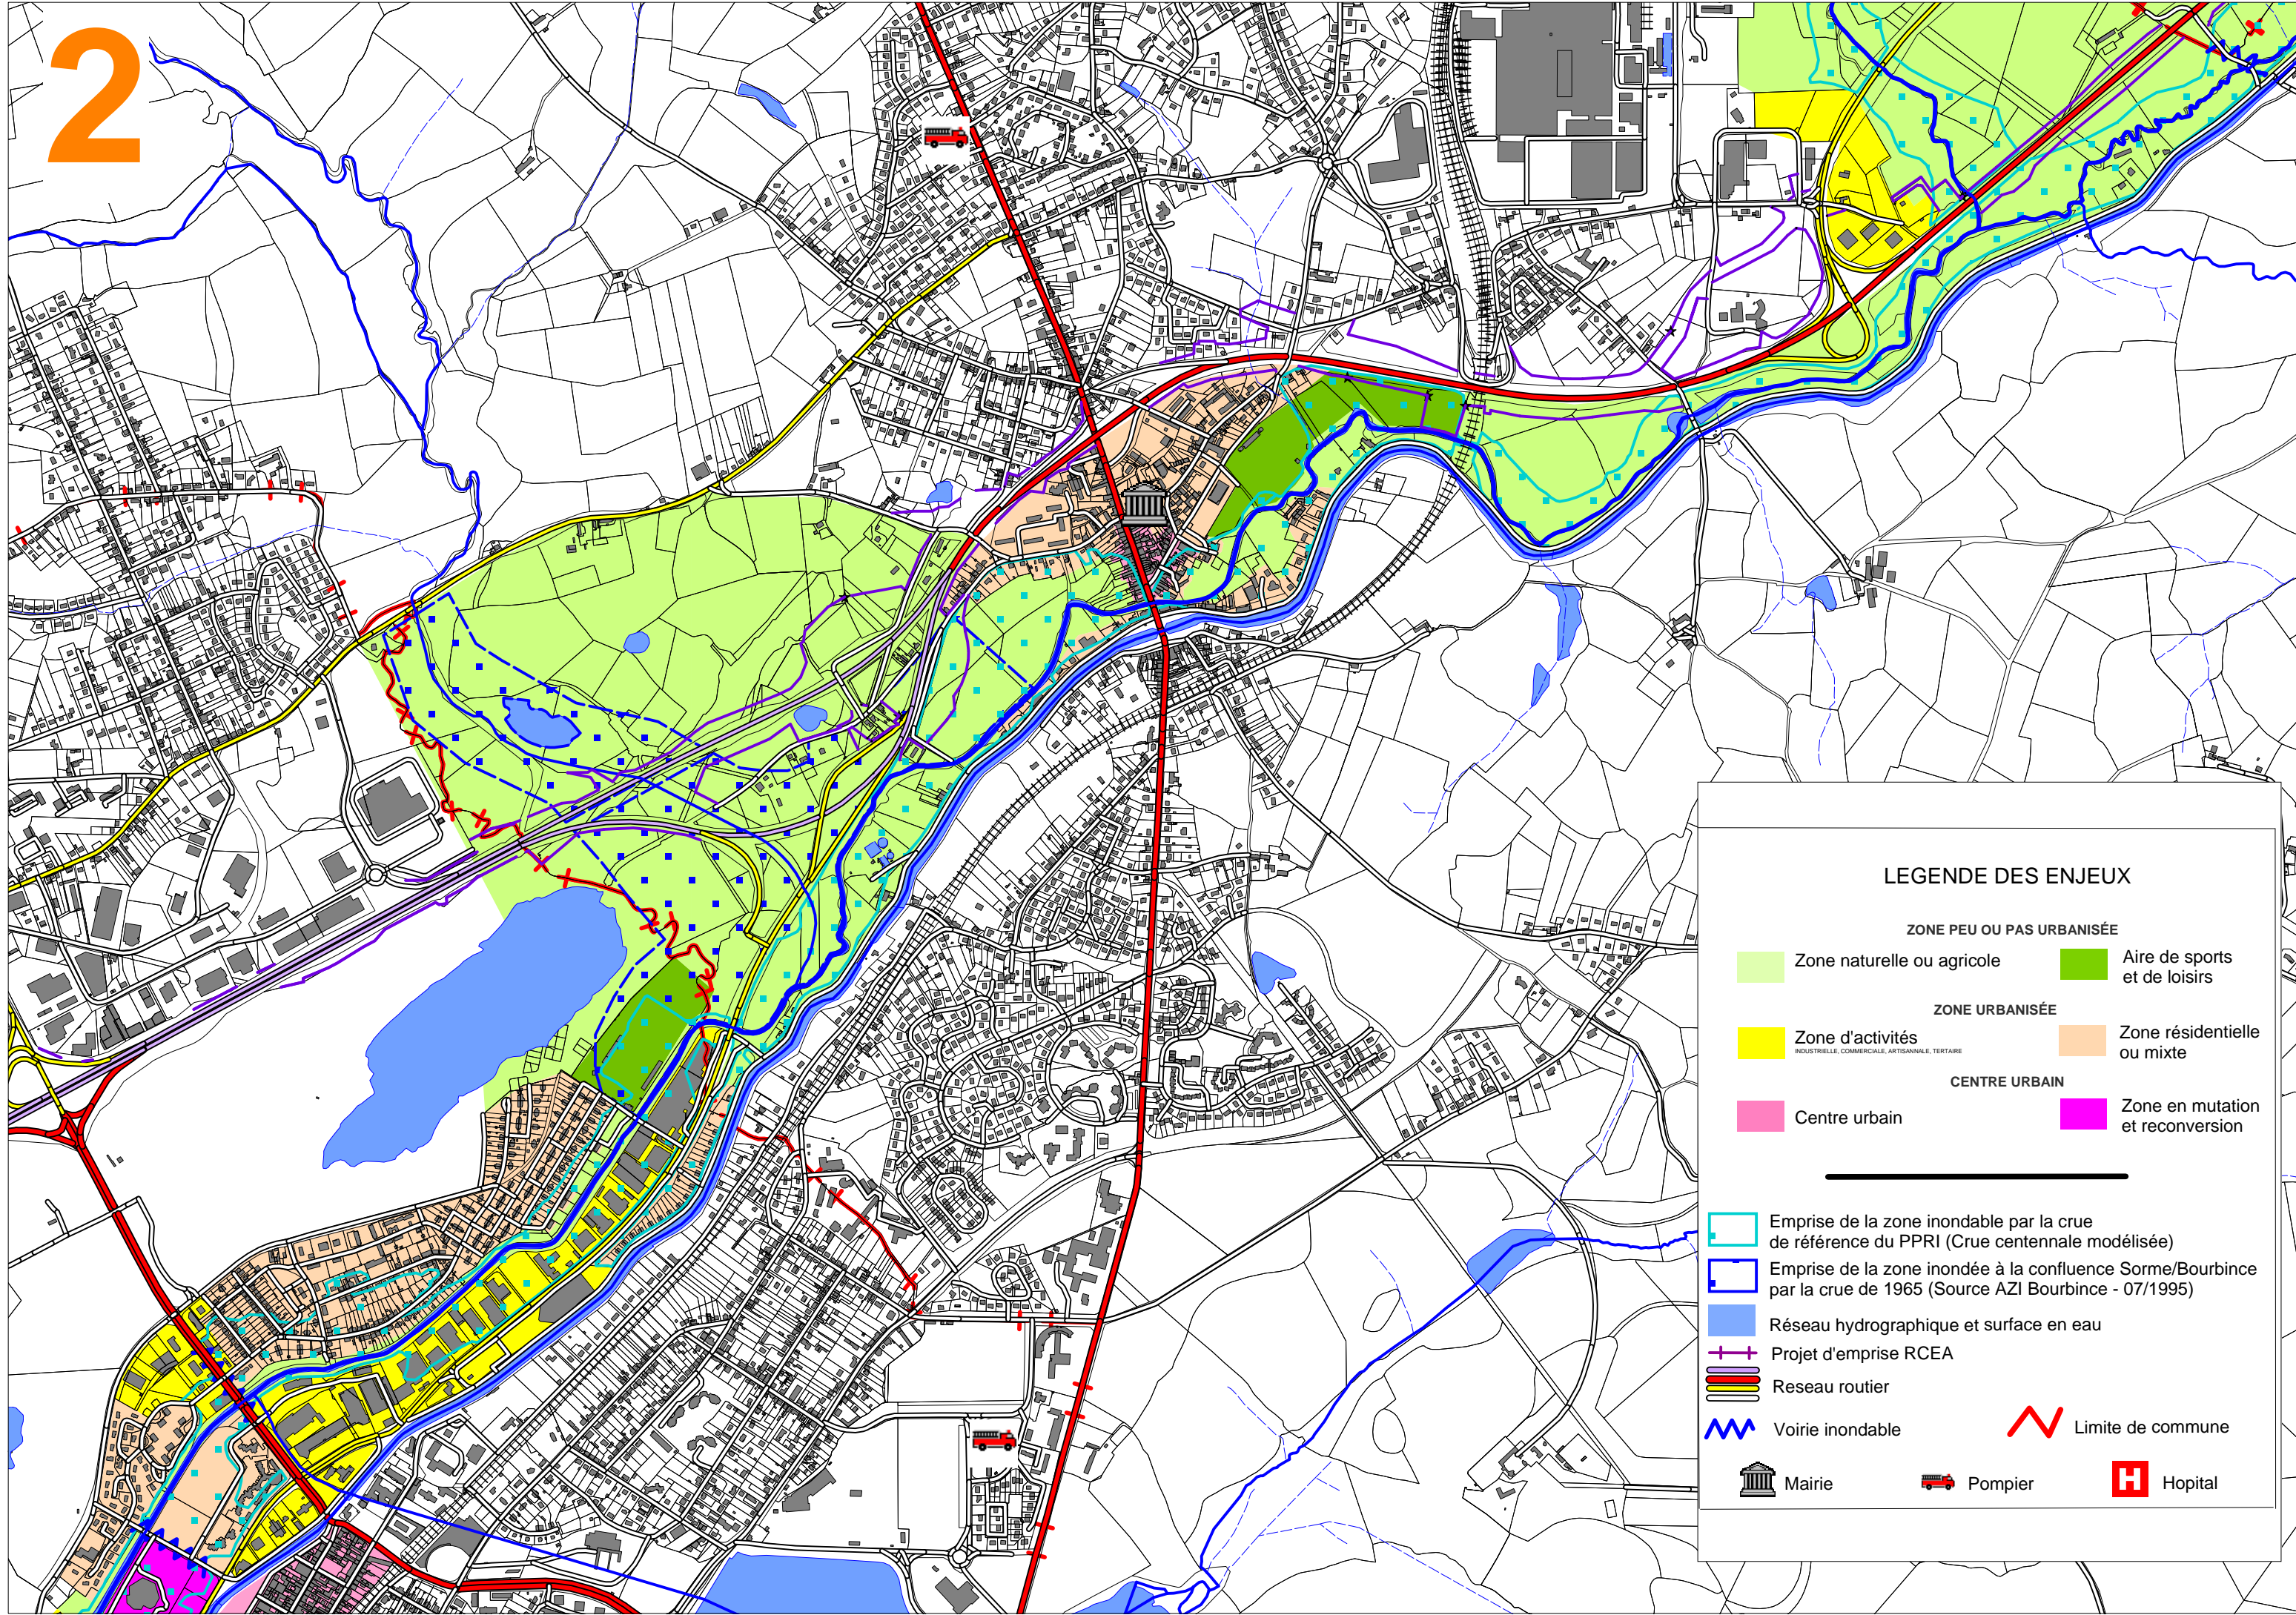 2
LEGENDE DES ENJEUX
ZONE PEU OU PAS URBANISÉE
Zone naturelle ou agricole
Aire de sports
et de loisirs
ZONE URBANISÉE
Zone d'activités
INDUSTRIELLE, COMMERCIALE, ARTISANNALE, TERTAIRE
Zone résidentielle
ou mixte
CENTRE URBAIN
Centre urbain
Zone en mutation
et reconversion
Emprise de la zone inondable par la crue
de référence du PPRI (Crue centennale modélisée)
Emprise de la zone inondée à la confluence Sorme/Bourbince
par la crue de 1965 (Source AZI Bourbince - 07/1995)
Réseau hydrographique et surface en eau
Projet d'emprise RCEA
Reseau routier
Voirie inondable
Limite de commune
Mairie
Pompier
H
Hopital